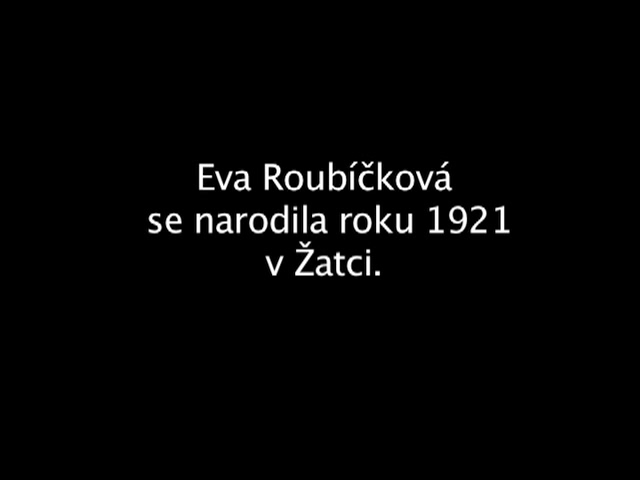 Eva Roubíčková
se narodila roku 1921
v Žatci.